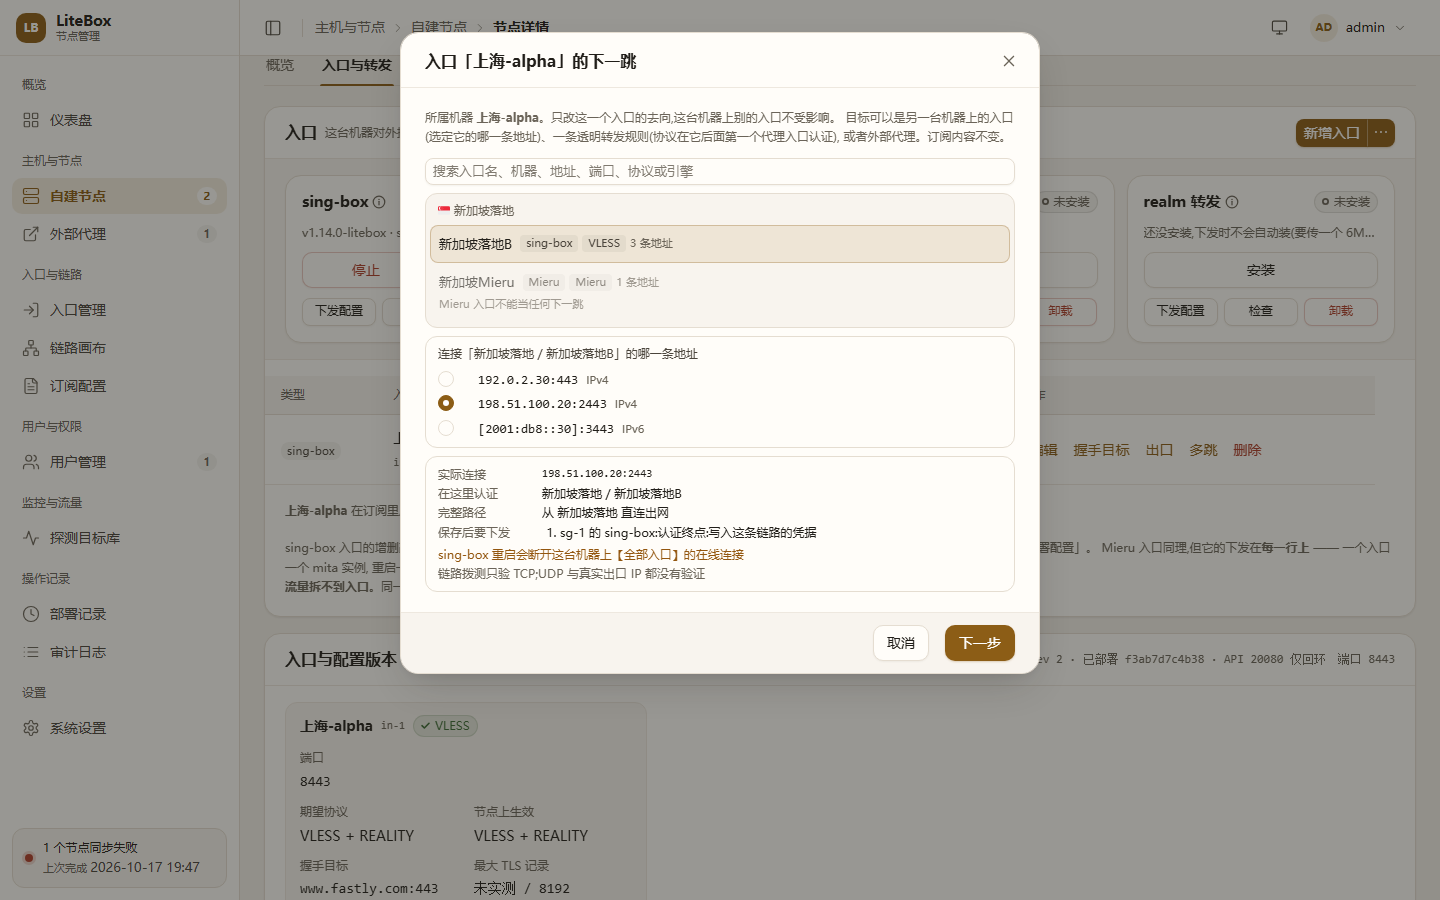 LB
LiteBox
节点管理
概览
仪表盘
主机与节点
自建节点 2
外部代理 1
入口与链路
入口管理
链路画布
订阅配置
用户与权限
用户管理 1
监控与流量
探测目标库
操作记录
部署记录
审计日志
设置
系统设置
1 个节点同步失败
上次完成 2026-10-17 19:47
主机与节点 > 自建节点 > 节点详情
AD admin
概览 入口与转发
入口 这台机器对外
新增入口 ···
sing-box
v1.14.0-litebox · s
停止
下发配置
未安装
卸载
realm 转发 未安装
还没安装,下发时不会自动装(要传一个 6M...
安装
下发配置 检查 卸载
类型
sing-box
握手目标 出口 多跳 删除
上海-alpha 在订阅里
sing-box 入口的增删
署配置」。 Mieru 入口同理,但它的下发在每一行上 —— 一个入口
一个 mita 实例, 重启一
流量拆不到入口。同一
入口与配置版本
ev 2 · 已部署 f3ab7d7c4b38 · API 20080 仅回环 端口 8443
上海-alpha in-1 VLESS
端口
8443
期望协议 节点上生效
VLESS + REALITY VLESS + REALITY
握手目标 最大 TLS 记录
www.fastly.com:443 未实测 / 8192
入口「上海-alpha」的下一跳
所属机器 上海-alpha。只改这一个入口的去向,这台机器上别的入口不受影响。 目标可以是另一台机器上的入口
(选定它的哪一条地址)、一条透明转发规则(协议在它后面第一个代理入口认证), 或者外部代理。订阅内容不变。
搜索入口名、机器、地址、端口、协议或引擎
新加坡落地
新加坡落地B sing-box VLESS 3 条地址
新加坡Mieru Mieru Mieru 1 条地址
Mieru 入口不能当任何下一跳
连接「新加坡落地 / 新加坡落地B」的哪一条地址
192.0.2.30:443 IPv4
198.51.100.20:2443 IPv4
[2001:db8::30]:3443 IPv6
实际连接 198.51.100.20:2443
在这里认证 新加坡落地 / 新加坡落地B
完整路径 从 新加坡落地 直连出网
保存后要下发 1. sg-1 的 sing-box:认证终点:写入这条链路的凭据
sing-box 重启会断开这台机器上【全部入口】的在线连接
链路拨测只验 TCP;UDP 与真实出口 IP 都没有验证
取消 下一步